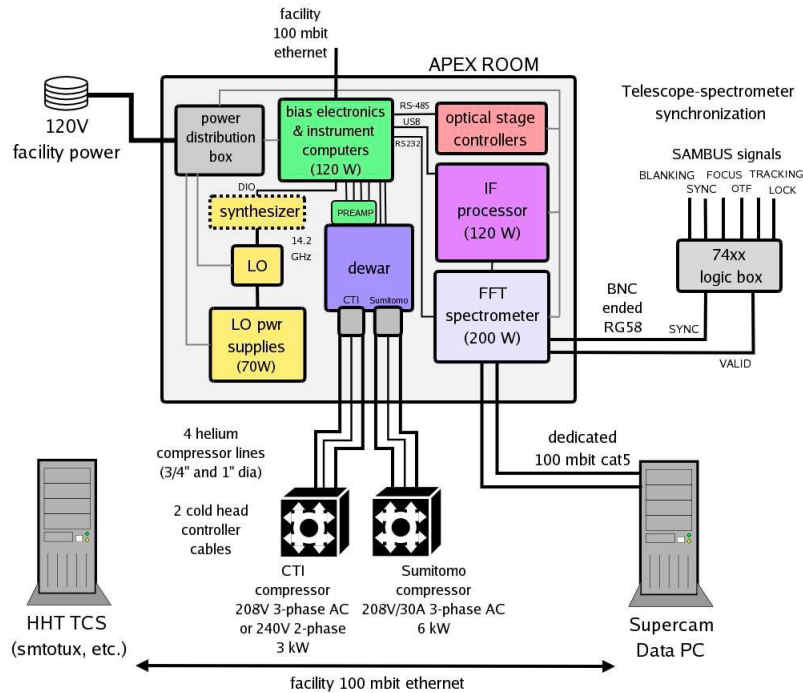 facility
100 mbit
ethernet
APEX ROOM
120V
facility power
power
distribution
box
bias electronics
& instrument
computers
(120 W)
RS-485
USB
RS232
optical stage
controllers
Telescope-spectrometer
synchronization
SAMBUS signals
BLANKING FOCUS TRACKING
SYNC OTF LOCK
DIO
synthesizer
PREAMP
IF
processor
(120 W)
14.2
GHz
LO
dewar
74xx
logic box
CTI Sumitomo
FFT
spectrometer
(200 W)
BNC
ended
RG58
SYNC
VALID
LO pwr
supplies
(70W)
4 helium
compressor lines
(3/4" and 1" dia)
dedicated
100 mbit cat5
2 cold head
controller
cables
CTI
compressor
208V 3-phase AC
or 240V 2-phase
3 kW
Sumitomo
compressor
208V/30A 3-phase AC
6 kW
HHT TCS
(smtotux, etc.)
Supercam
Data PC
facility 100 mbit ethernet